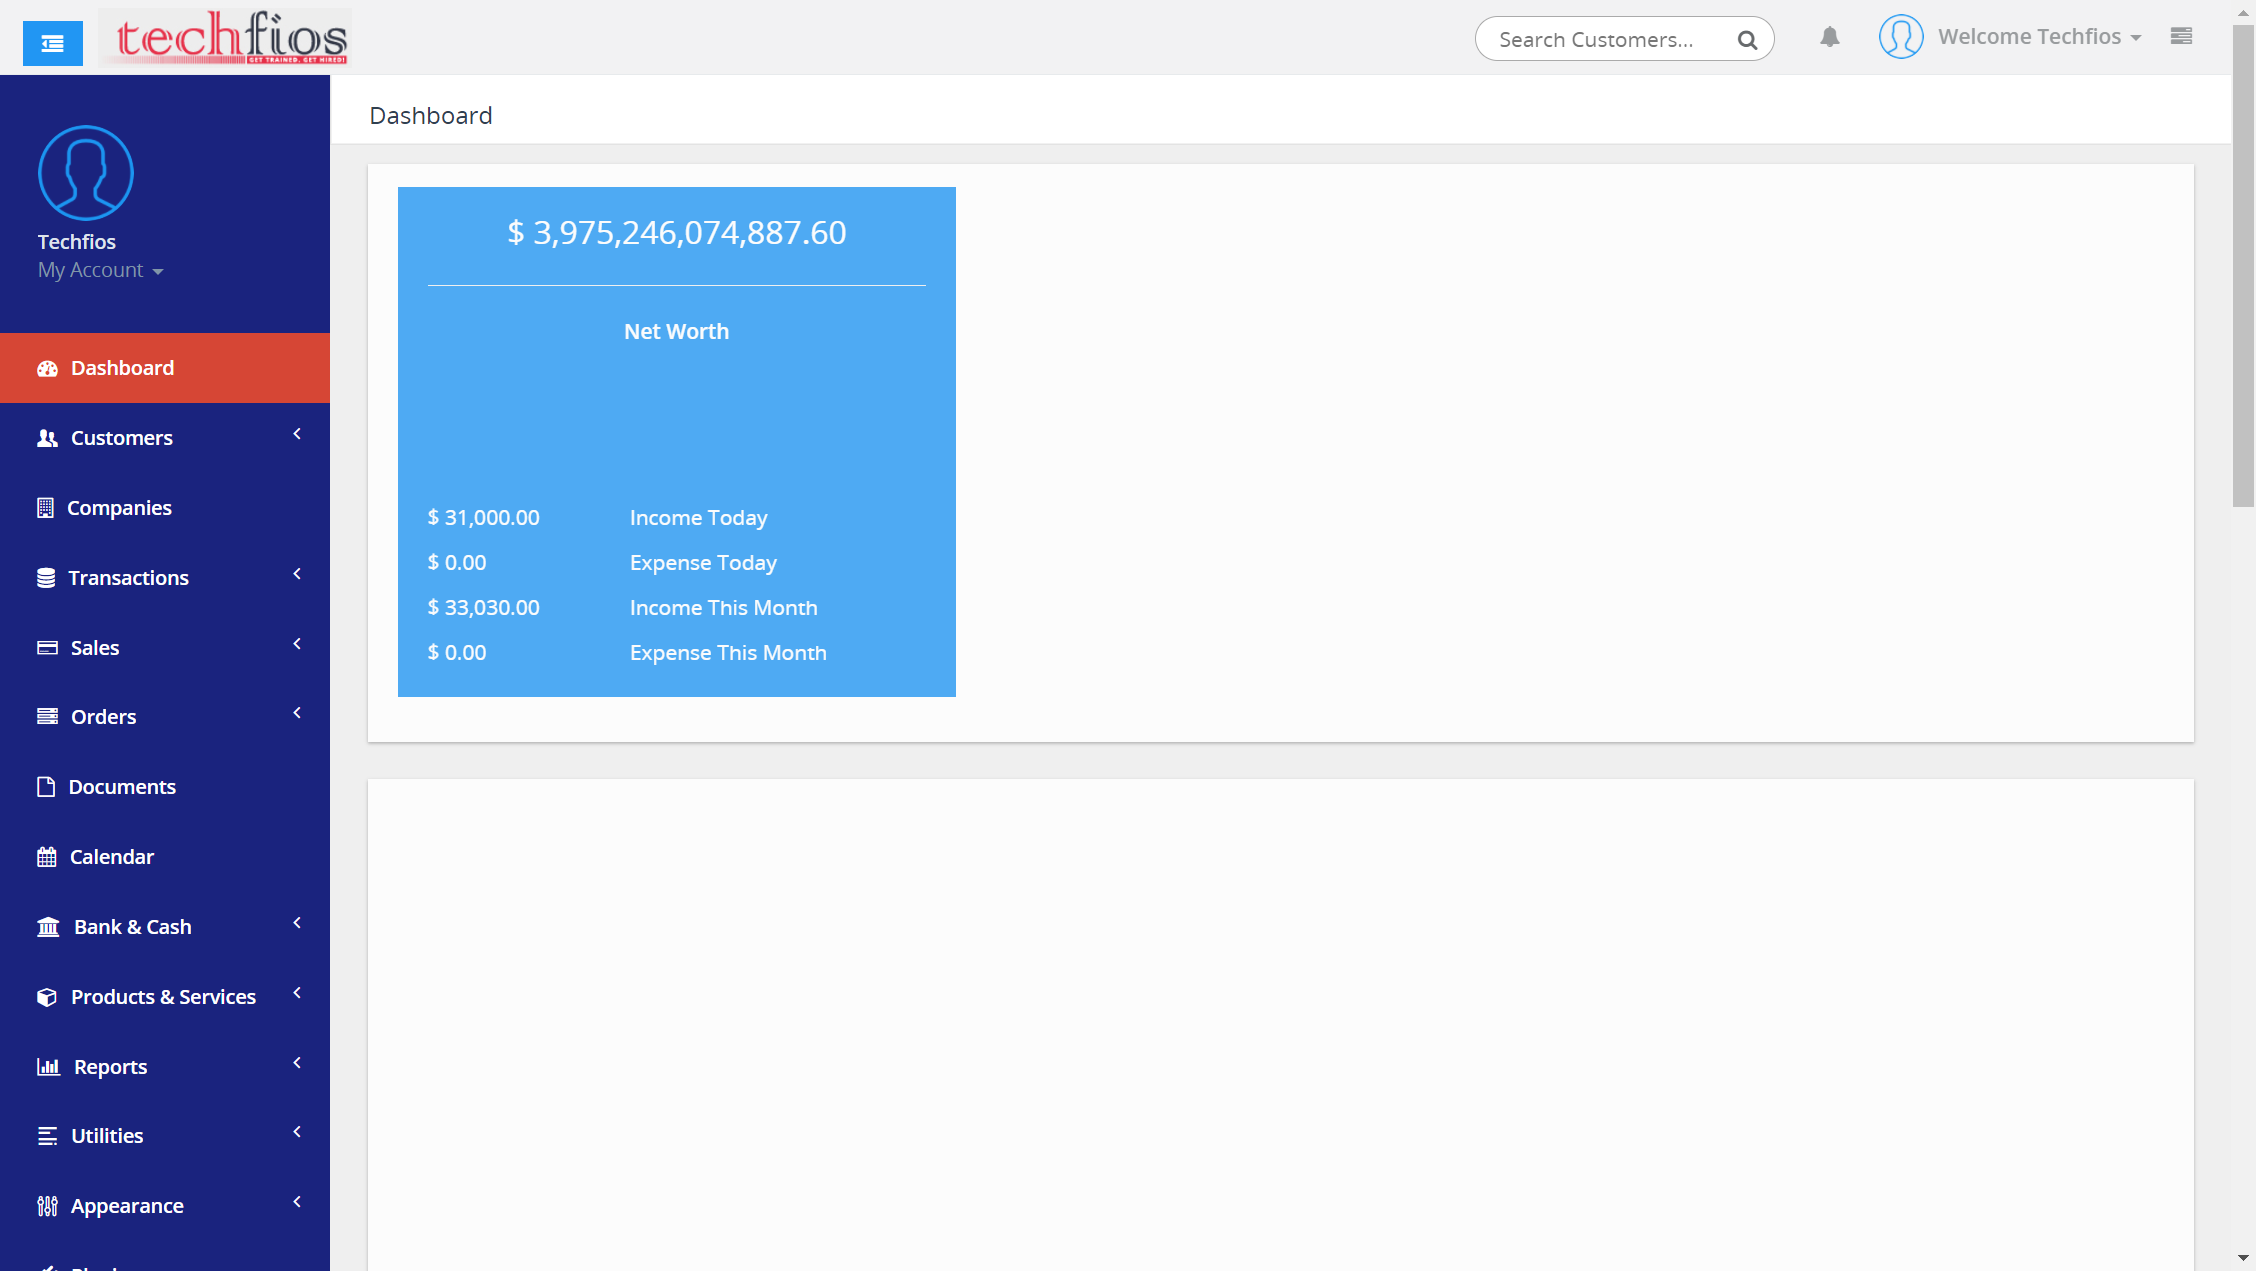 techfios
GET TRAINED. GET HIRED!
Search Customers...
Welcome Techfios
Techfios
My Account
Dashboard
Customers
Companies
Transactions
Sales
Orders
Documents
Calendar
Bank & Cash
Products & Services
Reports
Utilities
Appearance
Dashboard
$ 3,975,246,074,887.60
Net Worth
$ 31,000.00 Income Today
$ 0.00 Expense Today
$ 33,030.00 Income This Month
$ 0.00 Expense This Month